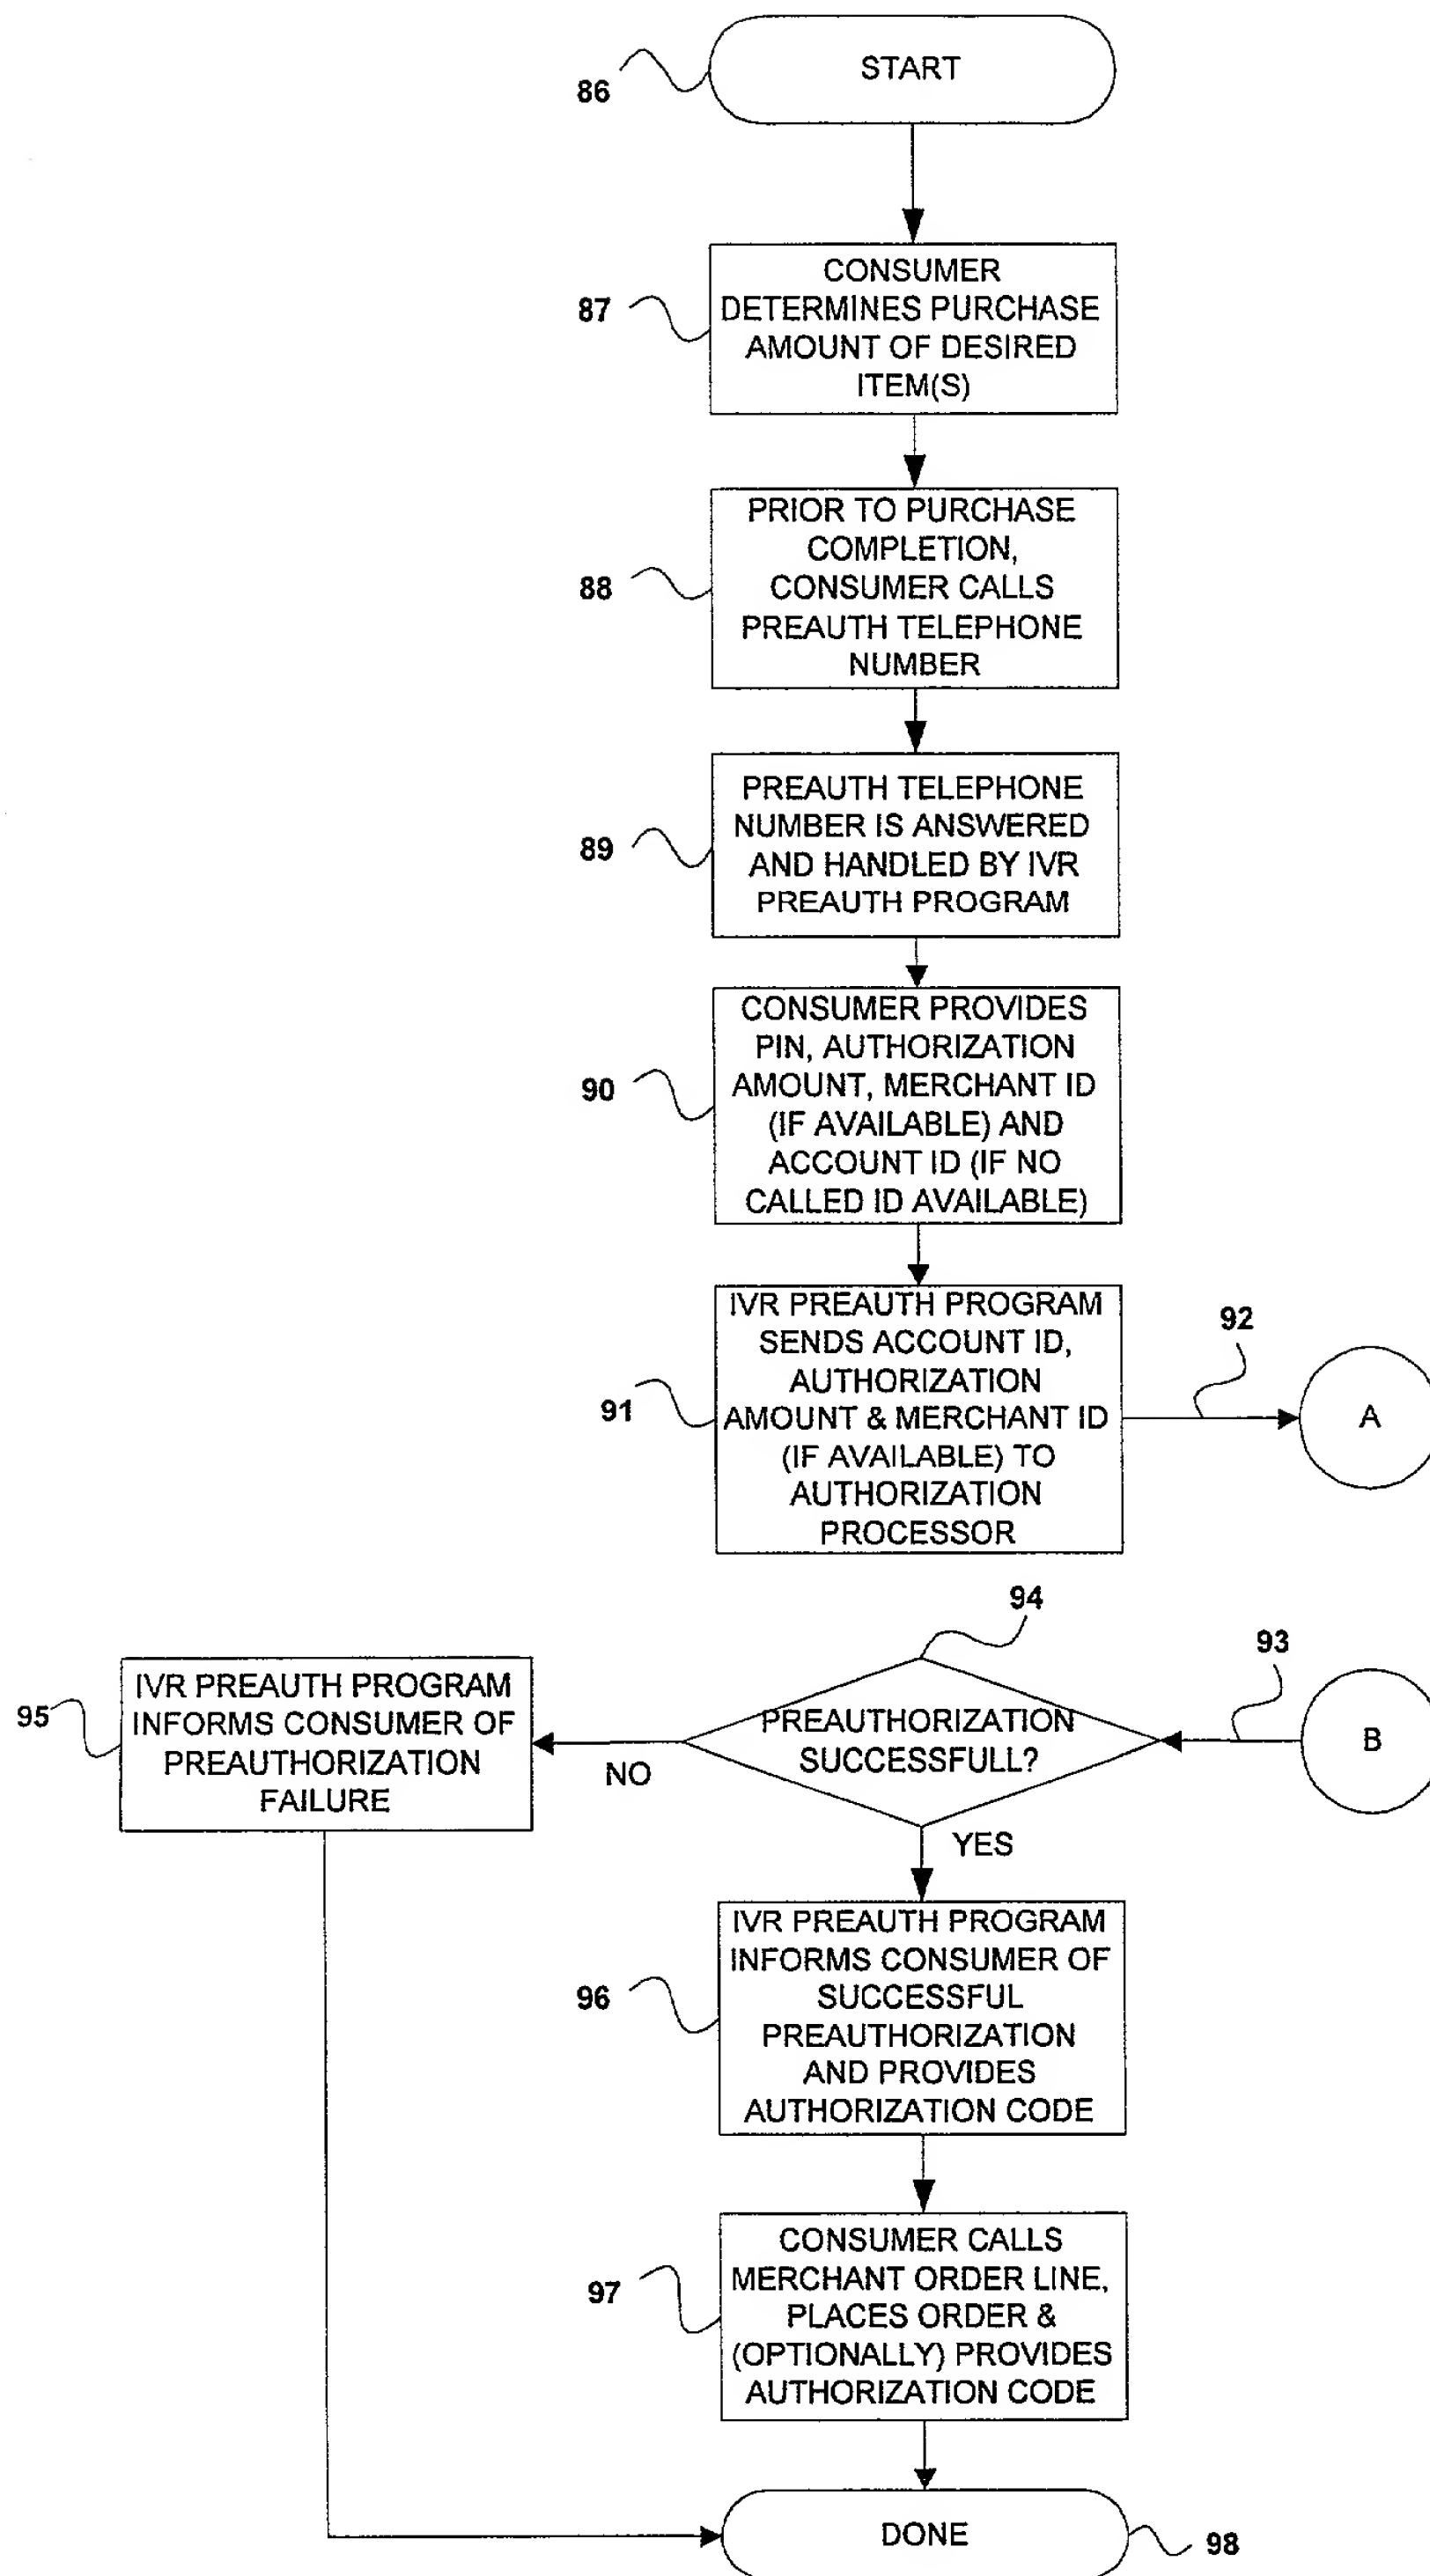 START
86
CONSUMER
DETERMINES PURCHASE
AMOUNT OF DESIRED
ITEM(S)
87
PRIOR TO PURCHASE
COMPLETION,
CONSUMER CALLS
PREAUTH TELEPHONE
NUMBER
88
PREAUTH TELEPHONE
NUMBER IS ANSWERED
AND HANDLED BY IVR
PREAUTH PROGRAM
89
CONSUMER PROVIDES
PIN, AUTHORIZATION
AMOUNT, MERCHANT ID
(IF AVAILABLE) AND
ACCOUNT ID (IF NO
CALLED ID AVAILABLE)
90
IVR PREAUTH PROGRAM
SENDS ACCOUNT ID,
AUTHORIZATION
AMOUNT & MERCHANT ID
(IF AVAILABLE) TO
AUTHORIZATION
PROCESSOR
91
92
A
94
93
B
PREAUTHORIZATION
SUCCESSFULL?
NO
YES
IVR PREAUTH PROGRAM
INFORMS CONSUMER OF
PREAUTHORIZATION
FAILURE
95
IVR PREAUTH PROGRAM
INFORMS CONSUMER OF
SUCCESSFUL
PREAUTHORIZATION
AND PROVIDES
AUTHORIZATION CODE
96
CONSUMER CALLS
MERCHANT ORDER LINE,
PLACES ORDER &
(OPTIONALLY) PROVIDES
AUTHORIZATION CODE
97
DONE
98